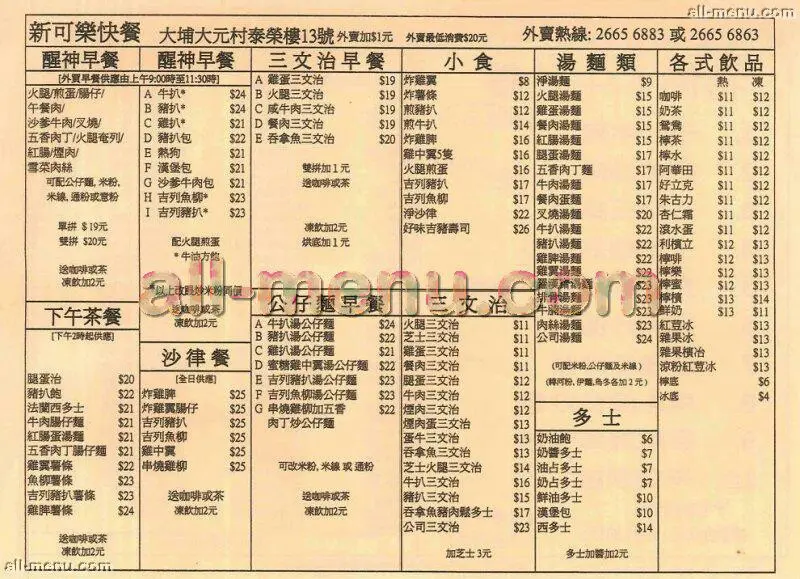 all-menu.com
新可樂快餐 大埔大元村泰榮樓13號 外賣加$1元 外賣最低消費$20元 外賣熱線: 2665 6883 或 2665 6863
醒神早餐
[外賣早餐供應由上午9:00時至11:30時]
火腿/煎蛋/腸仔/
午餐肉/
沙爹牛肉/叉燒/
五香肉丁/火腿奄列/
紅腸/煙肉/
雪菜肉絲
可配公仔麵, 米粉,
米線, 通粉或意粉
單拼 $19元
雙拼 $20元
送咖啡或茶
凍飲加2元
下午茶餐
[下午2時起供應]
腿蛋治 $20
豬扒飽 $22
法蘭西多士 $21
牛肉腸仔麵 $21
紅腸蛋湯麵 $21
五香肉丁腸仔麵 $21
雞翼薯條 $22
魚柳薯條 $23
吉列豬扒薯條 $23
雞脾薯條 $24
送咖啡或茶
凍飲加2元
醒神早餐
A 牛扒* $24
B 豬扒* $24
C 雞扒* $21
D 豬扒包 $22
E 熱狗 $21
F 漢堡包 $21
G 沙爹牛肉包 $21
H 吉列魚柳* $23
I 吉列豬扒* $23
配火腿煎蛋
*牛油方飽
*以上改配炒米粉同價
送咖啡或茶
凍飲加2元
沙律餐
[全日供應]
炸雞脾 $25
炸雞翼腸仔 $25
吉列豬扒 $25
吉列魚柳 $25
雞中翼 $25
串燒雞柳 $25
送咖啡或茶
凍飲加2元
三文治早餐
A 雞蛋三文治 $19
B 火腿三文治 $19
C 咸牛肉三文治 $19
D 餐肉三文治 $19
E 吞拿魚三文治 $20
雙拼加1元
送咖啡或茶
凍飲加2元
烘底加1元
公仔麵早餐
A 牛扒湯公仔麵 $24
B 豬扒湯公仔麵 $22
C 雞扒湯公仔麵 $21
D 蜜糖雞中翼湯公仔麵 $22
E 吉列豬扒湯公仔麵 $23
F 吉列魚柳湯公仔麵 $23
G 串燒雞柳加五香 $22
肉丁炒公仔麵
可改米粉, 米線 或 通粉
送咖啡或茶
凍飲加2元
小食
炸雞翼 $8
炸薯條 $12
煎豬扒 $12
煎牛扒 $14
炸雞脾 $16
雞中翼5隻 $16
火腿煎蛋 $16
吉列豬扒 $17
吉列魚柳 $17
淨沙律 $22
好味吉豬壽司 $26
三文治
火腿三文治 $11
芝士三文治 $11
雞蛋三文治 $11
餐肉三文治 $11
腿蛋三文治 $12
牛肉三文治 $12
煙肉三文治 $12
煙肉蛋三文治 $13
蛋牛三文治 $13
吞拿魚三文治 $13
芝士火腿三文治 $14
牛扒三文治 $16
豬扒三文治 $15
吞拿魚豬肉鬆多士 $17
公司三文治 $23
加芝士 3元
湯麵類
淨湯麵 $9
火腿湯麵 $15
雞蛋湯麵 $15
餐肉湯麵 $15
紅腸湯麵 $15
腿蛋湯麵 $17
五香肉丁麵 $17
牛肉湯麵 $17
餐肉蛋麵 $17
叉燒湯麵 $20
牛扒湯麵 $22
豬扒湯麵 $22
雞脾湯麵 $22
雞翼湯麵 $22
$22
肉絲湯麵 $24
公司湯麵 $24
(可配米粉,公仔麵及米線)
(轉河粉, 伊麵,烏冬各加2元)
多士
奶油飽 $6
奶醬多士 $7
油占多士 $7
奶占多士 $7
鮮油多士 $10
漢堡包 $10
西多士 $14
多士加醬加2元
各式飲品
熱 凍
咖啡 $11 $12
奶茶 $11 $12
鴛鴦 $11 $12
檸茶 $11 $12
檸水 $11 $12
阿華田 $11 $12
好立克 $11 $12
朱古力 $11 $12
杏仁霜 $11 $12
滾水蛋 $11 $12
利檳立 $12 $13
檸啡 $12 $13
檸樂 $12 $13
檸蜜 $12 $13
檸檳 $13 $14
鮮奶 $11 $13
紅荳冰 $13
雜果冰 $13
雜果檳冶 $13
涼粉紅荳冰 $13
檸底 $6
冰底 $4
all-menu.com
all-menu.com